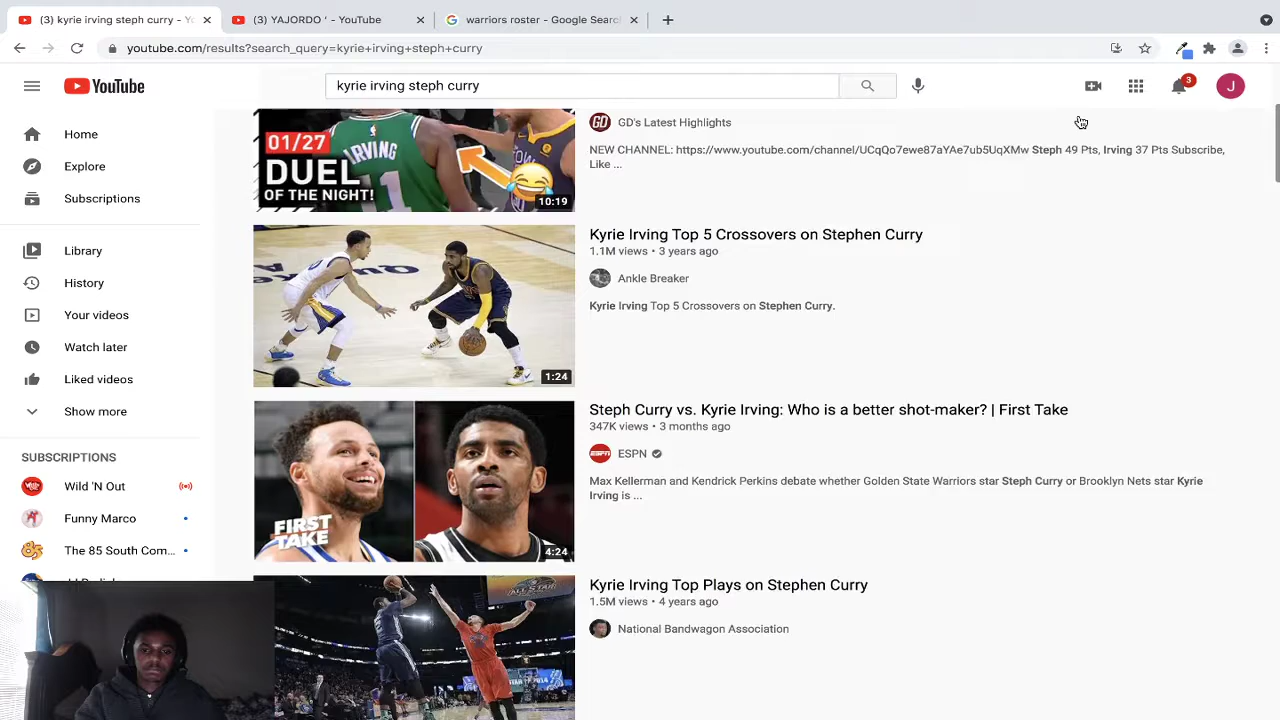 (3) kyrie irving steph curry - Yo
(3) YAJORDO ' - YouTube
warriors roster - Google Search
youtube.com/results?search_query=kyrie+irving+steph+curry
YouTube
kyrie irving steph curry
3
J
Home
Explore
Subscriptions
Library
History
Your videos
Watch later
Liked videos
Show more
SUBSCRIPTIONS
Wild 'N Out
Funny Marco
The 85 South Com...
01/27
DUEL
OF THE NIGHT!
IRVING
1
10:19
GD
GD's Latest Highlights
NEW CHANNEL: https://www.youtube.com/channel/UCqQo7ewe87aYAe7ub5UqXMw Steph 49 Pts, Irving 37 Pts Subscribe,
Like ...
1:24
Kyrie Irving Top 5 Crossovers on Stephen Curry
1.1M views • 3 years ago
Ankle Breaker
Kyrie Irving Top 5 Crossovers on Stephen Curry.
FIRST
TAKE
4:24
Steph Curry vs. Kyrie Irving: Who is a better shot-maker? | First Take
347K views • 3 months ago
ESPN
ESPN
Max Kellerman and Kendrick Perkins debate whether Golden State Warriors star Steph Curry or Brooklyn Nets star Kyrie
Irving is ...
Kyrie Irving Top Plays on Stephen Curry
1.5M views • 4 years ago
National Bandwagon Association